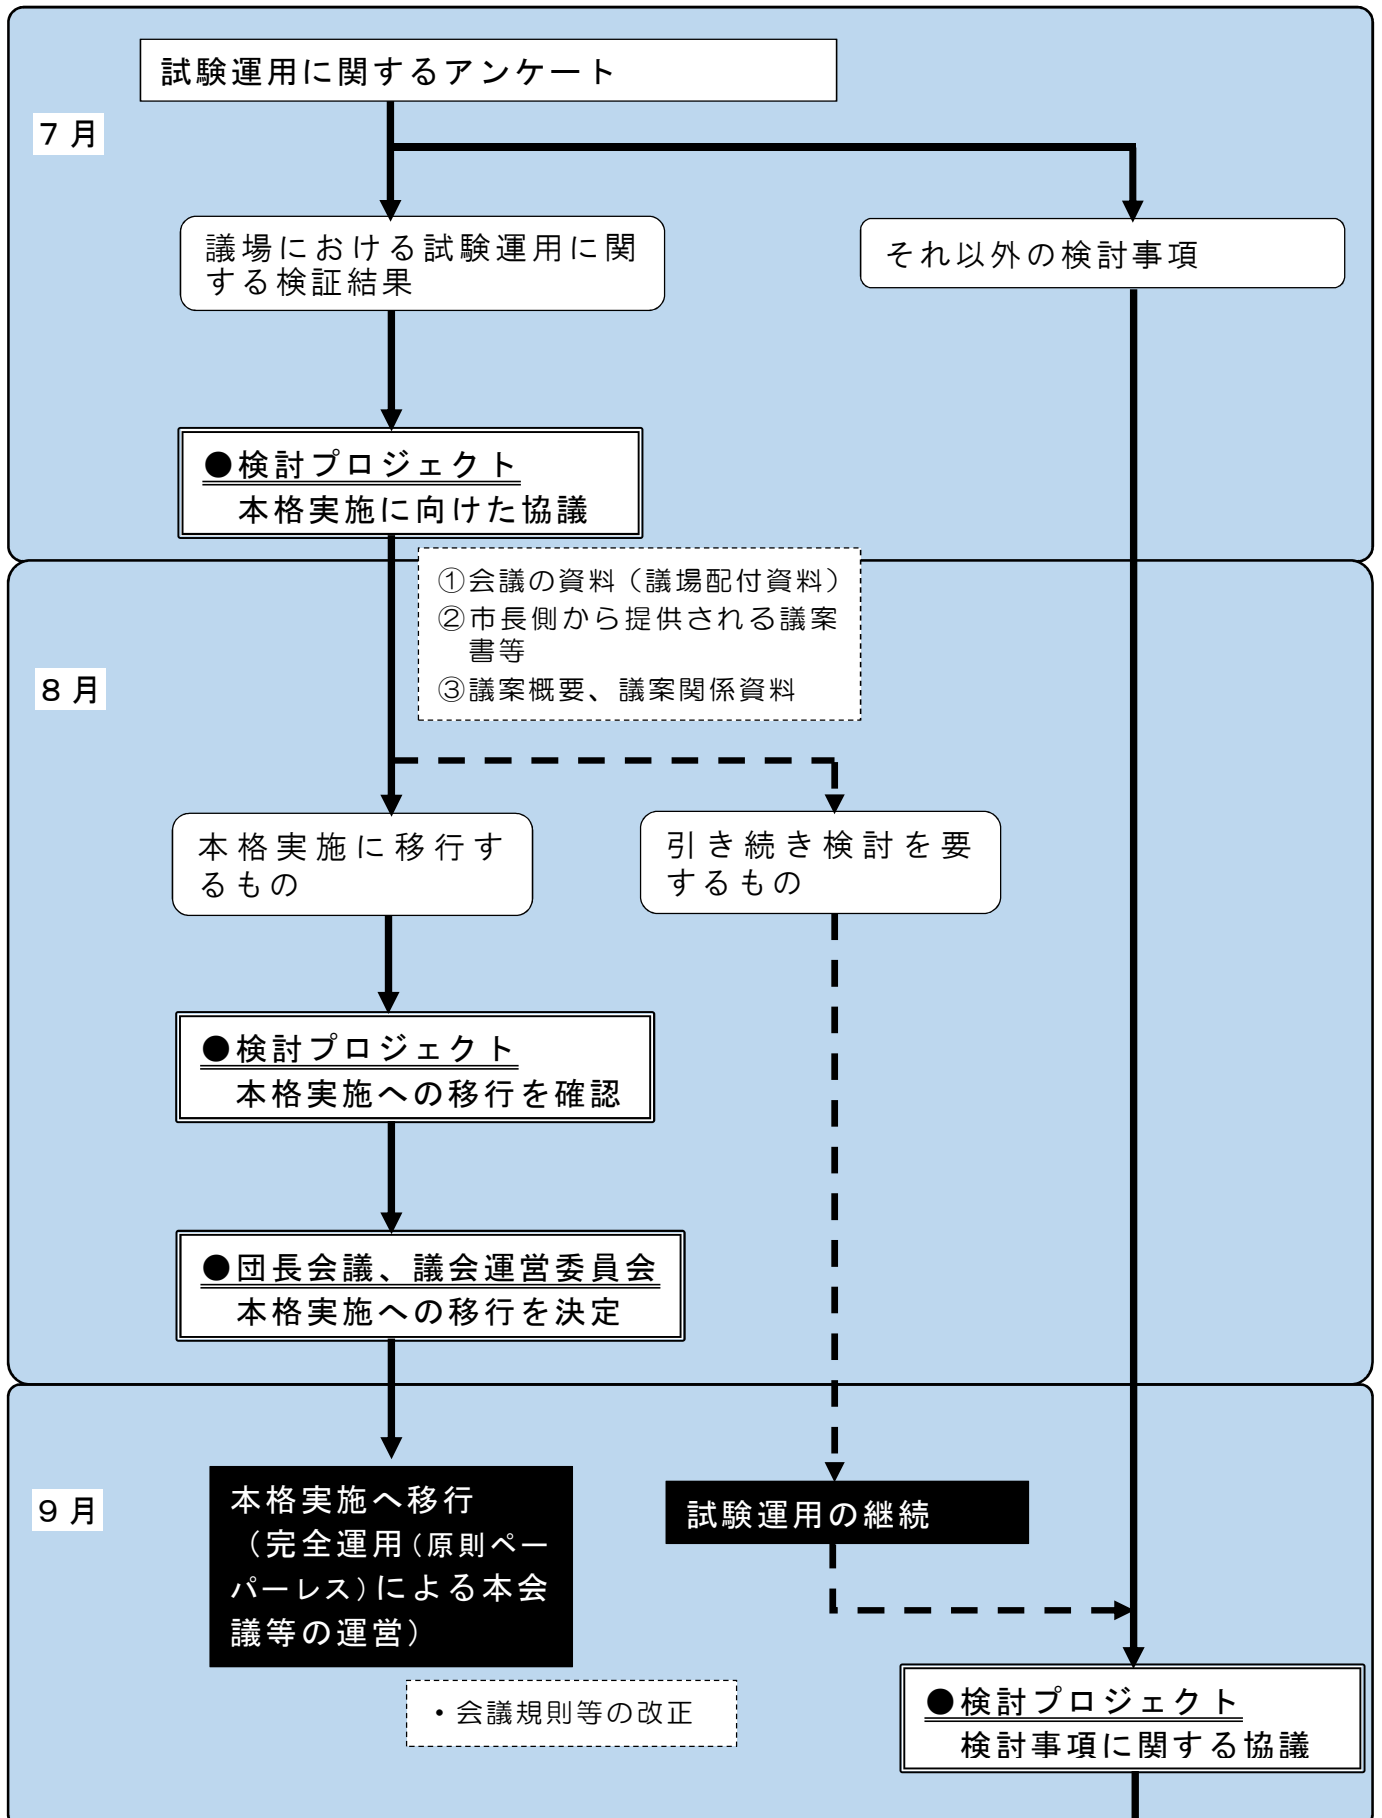 試験運用に関するアンケート
７月
議場における試験運用に関
する検証結果
それ以外の検討事項
●検討プロジェクト
本格実施に向けた協議
①会議の資料（議場配付資料）
②市長側から提供される議案
書等
③議案概要、議案関係資料
８月
本格実施に移行す
るもの
引き続き検討を要
するもの
●検討プロジェクト
本格実施への移行を確認
●団長会議、議会運営委員会
本格実施への移行を決定
９月
本格実施へ移行
（完全運用（原則ペー
パーレス）による本会
議等の運営）
試験運用の継続
・会議規則等の改正
●検討プロジェクト
検討事項に関する協議